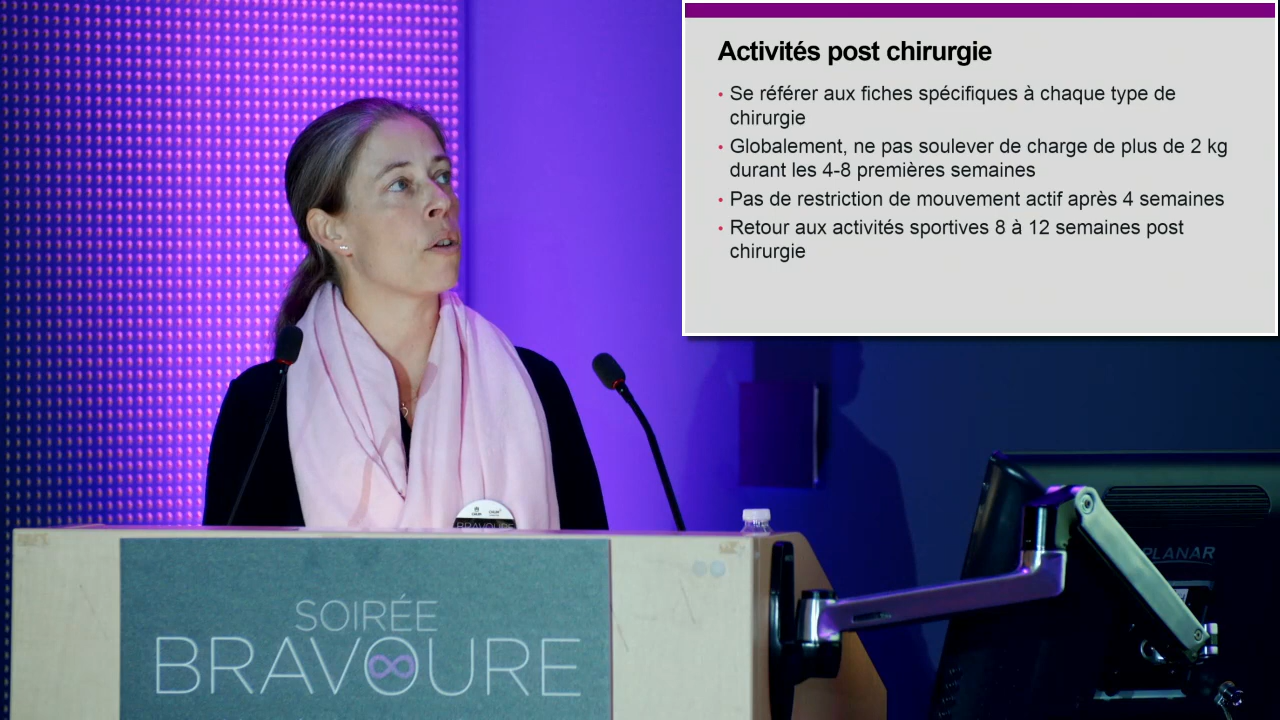 Activités post chirurgie
• Se référer aux fiches spécifiques à chaque type de
chirurgie
• Globalement, ne pas soulever de charge de plus de 2 kg
durant les 4-8 premières semaines
• Pas de restriction de mouvement actif après 4 semaines
• Retour aux activités sportives 8 à 12 semaines post
chirurgie
BRAVOURE
PLANAR
SOIRÉE
BRAVOURE